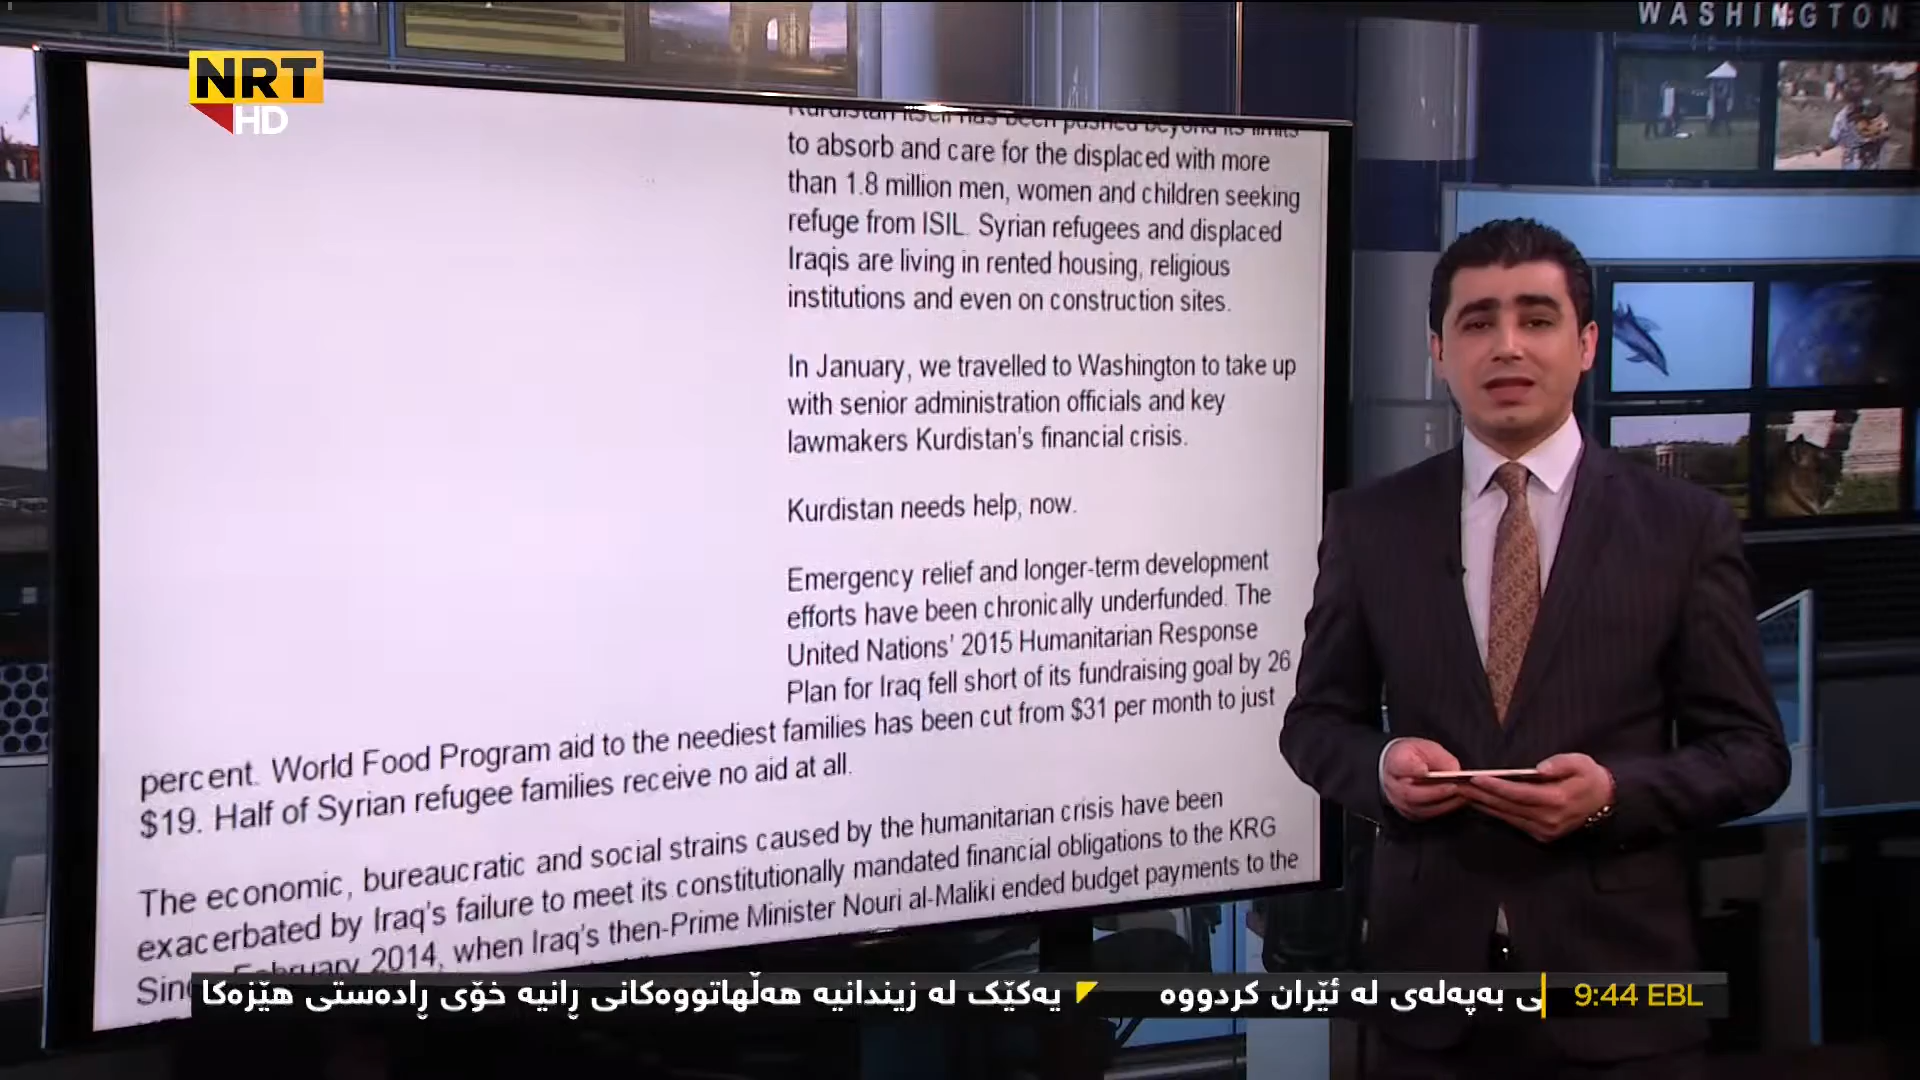 WASHINGTON
NRT
HD
Kurdistan itself has been pushed beyond its limits
to absorb and care for the displaced with more
than 1.8 million men, women and children seeking
refuge from ISIL. Syrian refugees and displaced
Iraqis are living in rented housing, religious
institutions and even on construction sites.
In January, we travelled to Washington to take up
with senior administration officials and key
lawmakers Kurdistan's financial crisis.
Kurdistan needs help, now.
Emergency relief and longer-term development
efforts have been chronically underfunded. The
United Nations' 2015 Humanitarian Response
Plan for Iraq fell short of its fundraising goal by 26
percent. World Food Program aid to the neediest families has been cut from $31 per month to just
$19. Half of Syrian refugee families receive no aid at all.
The economic, bureaucratic and social strains caused by the humanitarian crisis have been
exacerbated by Iraq's failure to meet its constitutionally mandated financial obligations to the KRG
February 2014, when Iraq's then-Prime Minister Nouri al-Maliki ended budget payments to the
ی بەپەلەی لە ئێران کردووە
یەکێک لە زیندانیە هەڵهاتووەکانی ڕانیە خۆی ڕادەستی هێزەکا
9:44 EBL